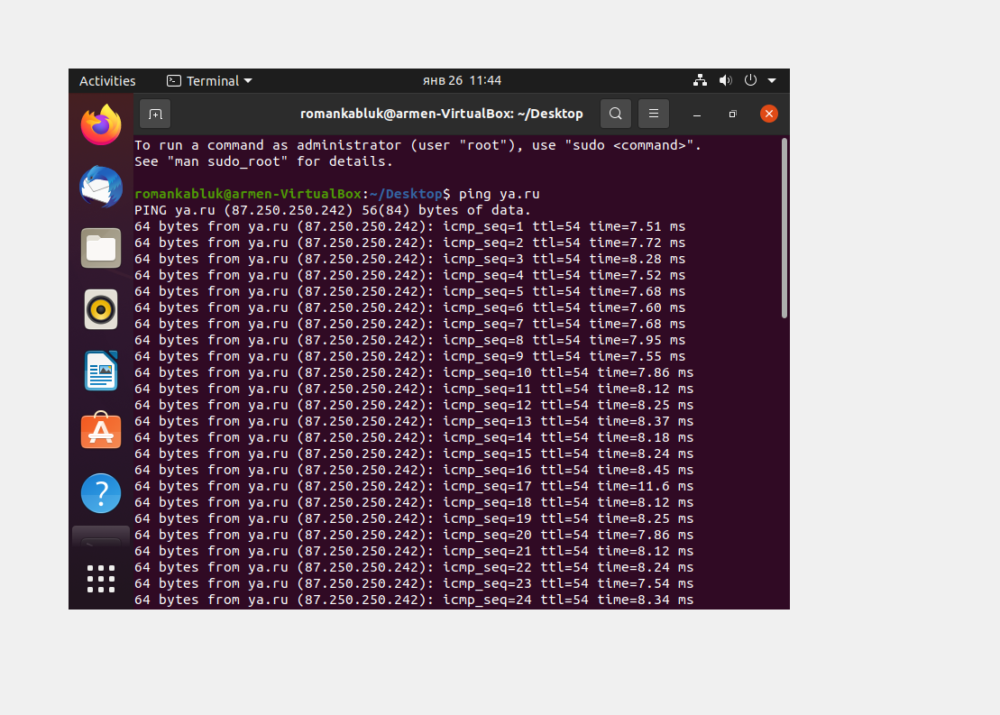 Activities Terminal янв 26 11:44
romankabluk@armen-VirtualBox: ~/Desktop
To run a command as administrator (user "root"), use "sudo <command>".
See "man sudo_root" for details.
romankabluk@armen-VirtualBox:~/Desktop$ ping ya.ru
PING ya.ru (87.250.250.242) 56(84) bytes of data.
64 bytes from ya.ru (87.250.250.242): icmp_seq=1 ttl=54 time=7.51 ms
64 bytes from ya.ru (87.250.250.242): icmp_seq=2 ttl=54 time=7.72 ms
64 bytes from ya.ru (87.250.250.242): icmp_seq=3 ttl=54 time=8.28 ms
64 bytes from ya.ru (87.250.250.242): icmp_seq=4 ttl=54 time=7.52 ms
64 bytes from ya.ru (87.250.250.242): icmp_seq=5 ttl=54 time=7.68 ms
64 bytes from ya.ru (87.250.250.242): icmp_seq=6 ttl=54 time=7.60 ms
64 bytes from ya.ru (87.250.250.242): icmp_seq=7 ttl=54 time=7.68 ms
64 bytes from ya.ru (87.250.250.242): icmp_seq=8 ttl=54 time=7.95 ms
64 bytes from ya.ru (87.250.250.242): icmp_seq=9 ttl=54 time=7.55 ms
64 bytes from ya.ru (87.250.250.242): icmp_seq=10 ttl=54 time=7.86 ms
64 bytes from ya.ru (87.250.250.242): icmp_seq=11 ttl=54 time=8.12 ms
64 bytes from ya.ru (87.250.250.242): icmp_seq=12 ttl=54 time=8.25 ms
64 bytes from ya.ru (87.250.250.242): icmp_seq=13 ttl=54 time=8.37 ms
64 bytes from ya.ru (87.250.250.242): icmp_seq=14 ttl=54 time=8.18 ms
64 bytes from ya.ru (87.250.250.242): icmp_seq=15 ttl=54 time=8.24 ms
64 bytes from ya.ru (87.250.250.242): icmp_seq=16 ttl=54 time=8.45 ms
64 bytes from ya.ru (87.250.250.242): icmp_seq=17 ttl=54 time=11.6 ms
64 bytes from ya.ru (87.250.250.242): icmp_seq=18 ttl=54 time=8.12 ms
64 bytes from ya.ru (87.250.250.242): icmp_seq=19 ttl=54 time=8.25 ms
64 bytes from ya.ru (87.250.250.242): icmp_seq=20 ttl=54 time=7.86 ms
64 bytes from ya.ru (87.250.250.242): icmp_seq=21 ttl=54 time=8.12 ms
64 bytes from ya.ru (87.250.250.242): icmp_seq=22 ttl=54 time=8.24 ms
64 bytes from ya.ru (87.250.250.242): icmp_seq=23 ttl=54 time=7.54 ms
64 bytes from ya.ru (87.250.250.242): icmp_seq=24 ttl=54 time=8.34 ms